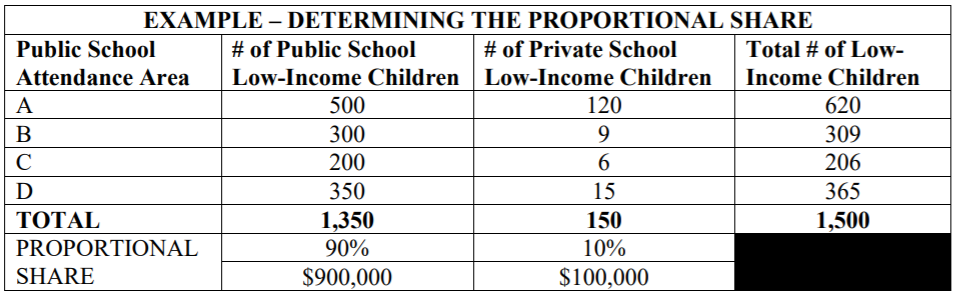 EXAMPLE – DETERMINING THE PROPORTIONAL SHARE
Public School Attendance Area # of Public School Low-Income Children # of Private School Low-Income Children Total # of Low-Income Children
A 500 120 620
B 300 9 309
C 200 6 206
D 350 15 365
TOTAL 1,350 150 1,500
PROPORTIONAL SHARE 90% 10%
$900,000 $100,000